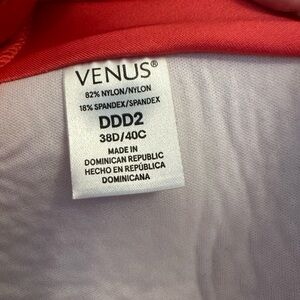 VENUS®
82% NYLON/NYLON
18% SPANDEX/SPANDEX
DDD2
38D/40C
MADE IN
DOMINICAN REPUBLIC
HECHO EN REPÚBLICA
DOMINICANA